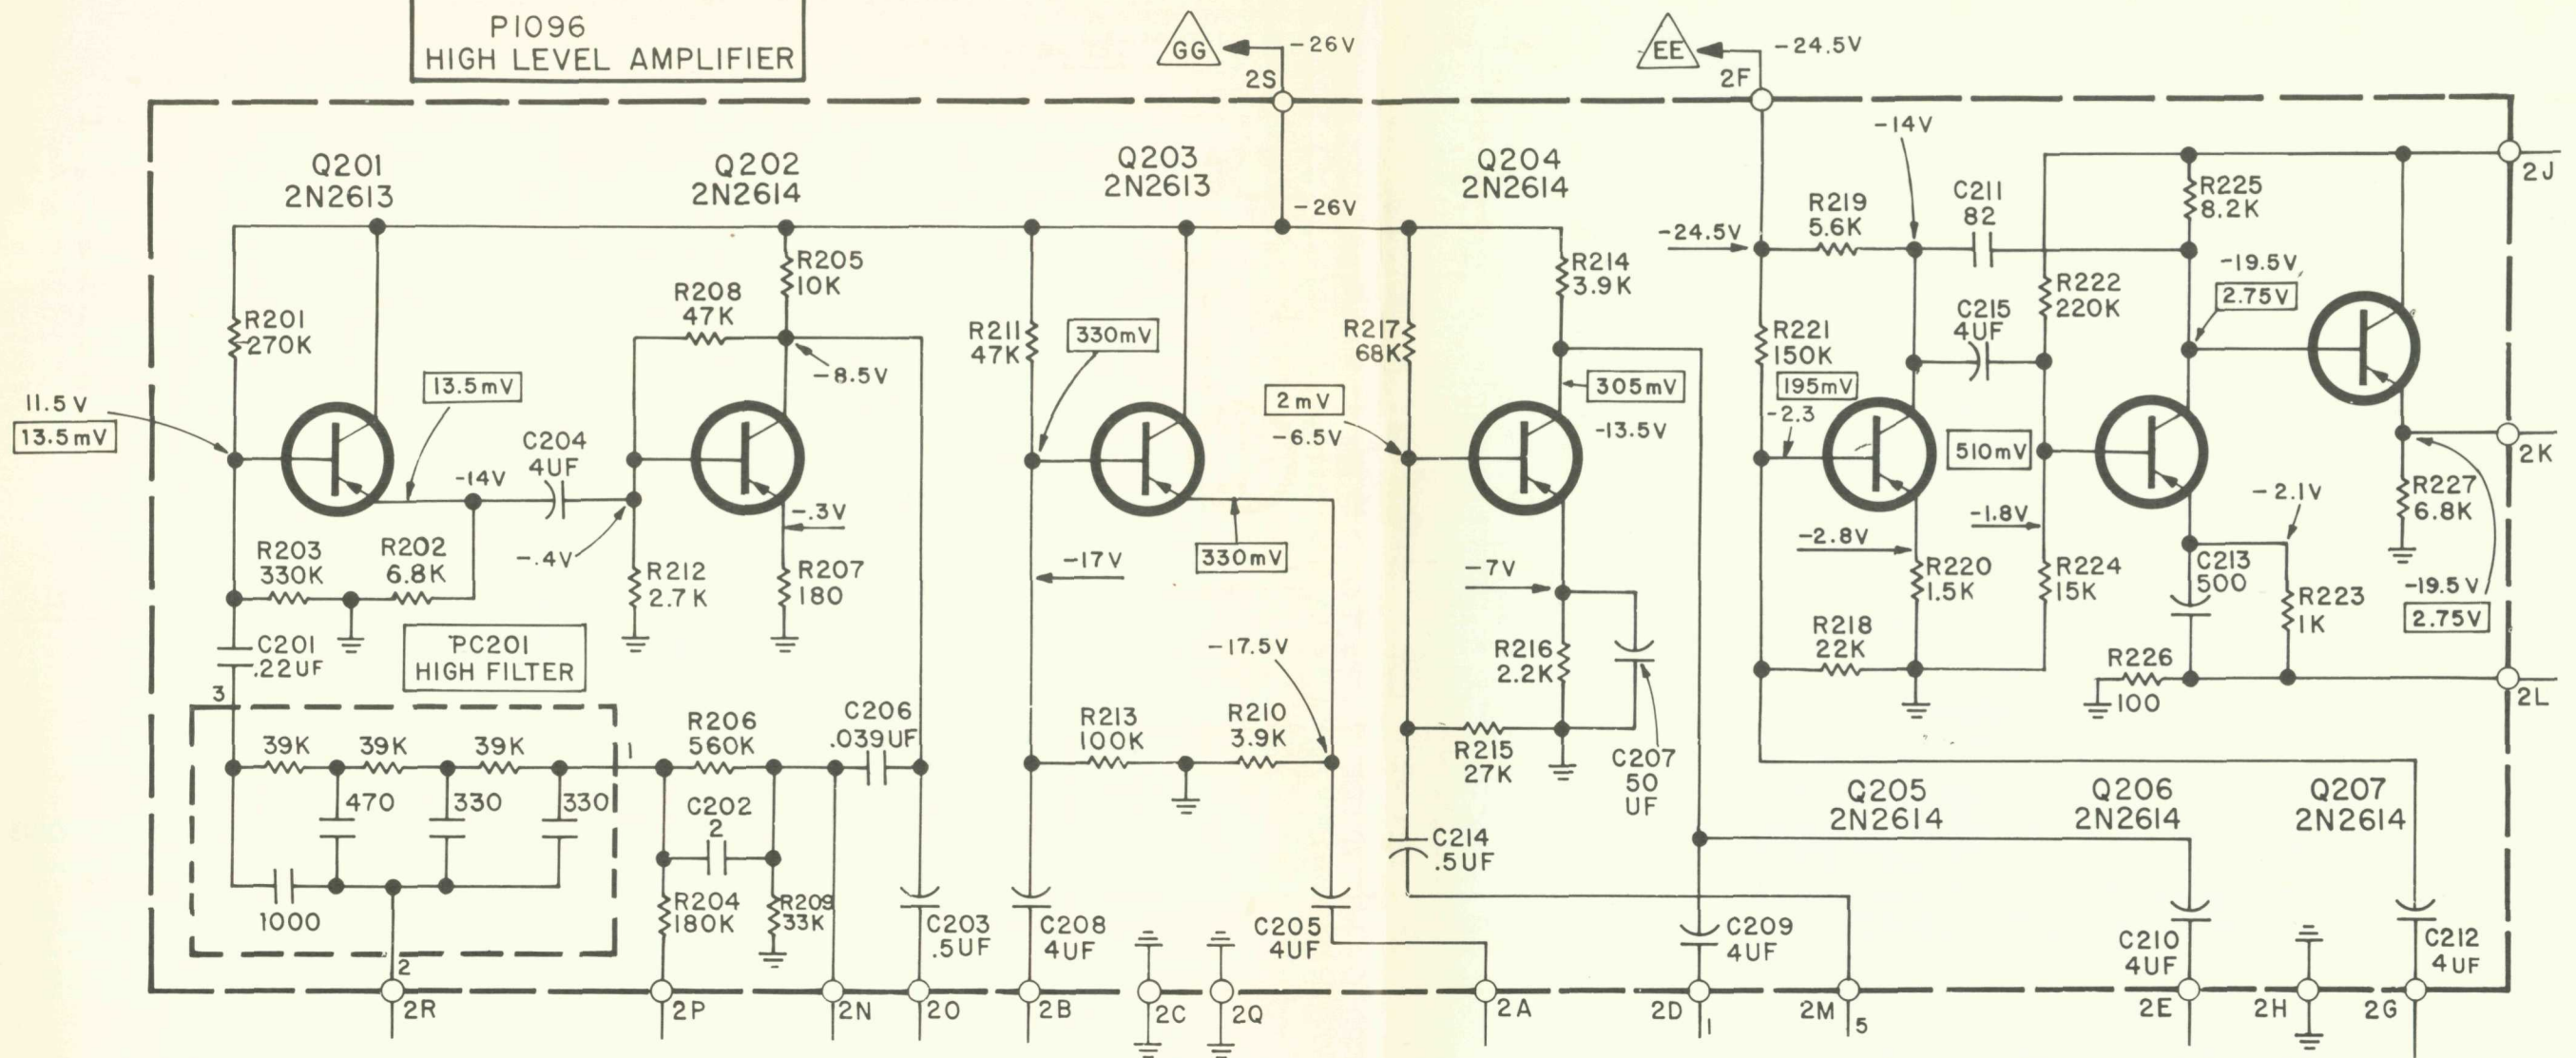 P1096
HIGH LEVEL AMPLIFIER
GG
-26V
2S
EE
-24.5V
2F
Q201
2N2613
Q202
2N2614
Q203
2N2613
-26V
Q204
2N2614
-14V
2J
R201
270K
R208
47K
R205
10K
-8.5V
R211
47K
330mV
R217
68K
R214
3.9K
-24.5V
R219
5.6K
C211
82
R225
8.2K
R222
220K
-19.5V
2.75V
C215
4UF
R221
150K
11.5V
13.5mV
13.5mV
-14V
C204
4UF
-.4V
-.3V
2mV
-6.5V
305mV
-13.5V
195mV
-2.3
510mV
2K
R203
330K
R202
6.8K
R212
2.7K
R207
180
-17V
330mV
-7V
-2.8V
-1.8V
-2.1V
R227
6.8K
-19.5V
2.75V
C201
.22UF
PC201
HIGH FILTER
-17.5V
R216
2.2K
R220
1.5K
R224
15K
C213
500
R223
1K
R218
22K
R226
100
2L
3
39K
39K
39K
1
470
330
330
1000
2
R206
560K
C206
.039UF
C202
2
R204
180K
R209
33K
R213
100K
R210
3.9K
R215
27K
C207
50
UF
C214
.5UF
Q205
2N2614
Q206
2N2614
Q207
2N2614
C203
.5UF
C208
4UF
C205
4UF
C209
4UF
C210
4UF
C212
4UF
2R
2P
2N
2O
2B
2C
2Q
2A
2D
1
2M
5
2E
2H
2G